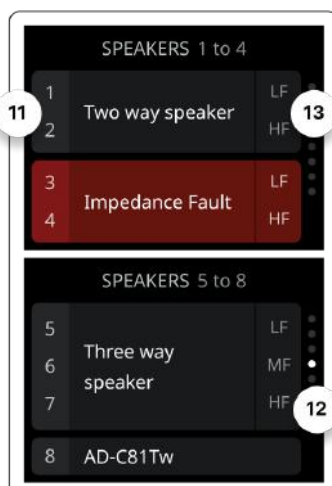 SPEAKERS 1 to 4
11
1
2
Two way speaker
LF
HF
13
3
4
Impedance Fault
LF
HF
SPEAKERS 5 to 8
5
6
7
Three way
speaker
LF
MF
HF
12
8
AD-C81Tw